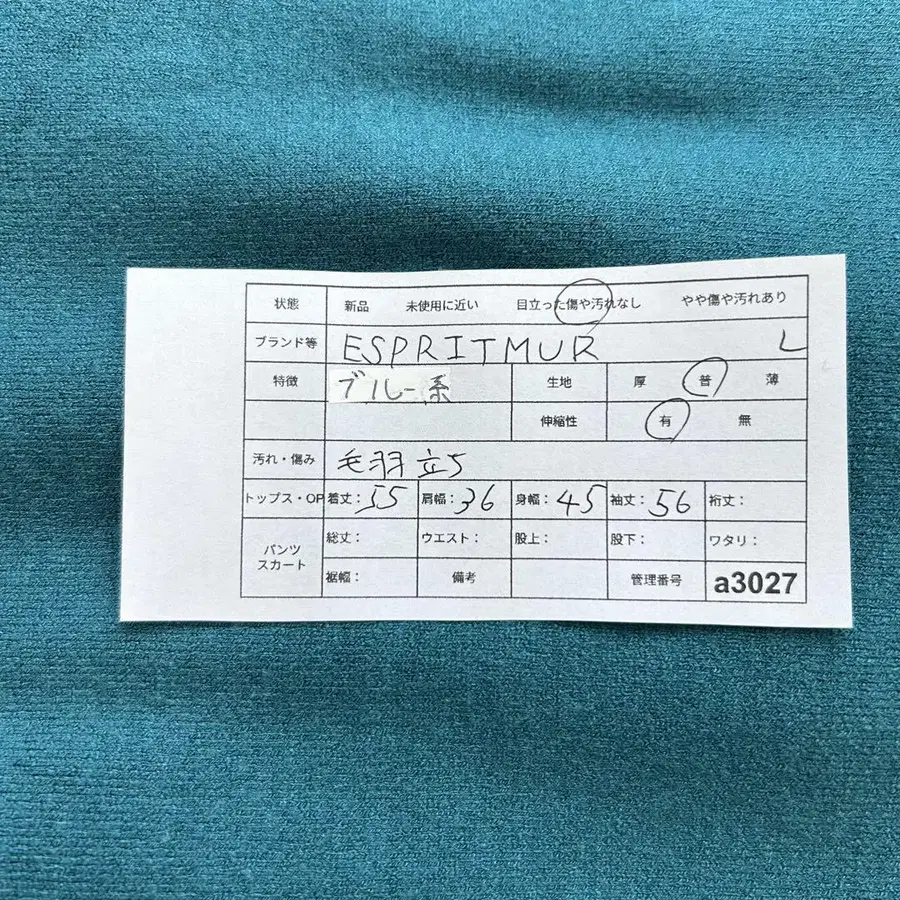 状態 新品 未使用に近い 目立った傷や汚れなし やや傷や汚れあり
ブランド等 ESPRITMUR L
特徴 ブルー系 生地 厚 普 薄
伸縮性 有 無
汚れ・傷み 毛羽立ち
トップス・OP 着丈: 55 肩幅: 36 身幅: 45 袖丈: 56 裄丈:
パンツ スカート 総丈: ウエスト: 股上: 股下: ワタリ:
裾幅: 備考 管理番号 a3027